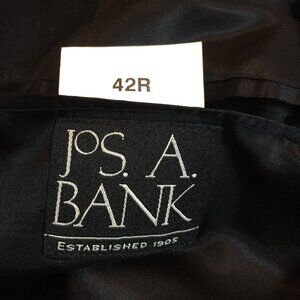 42R
JOS. A.
BANK
ESTABLISHED 1905